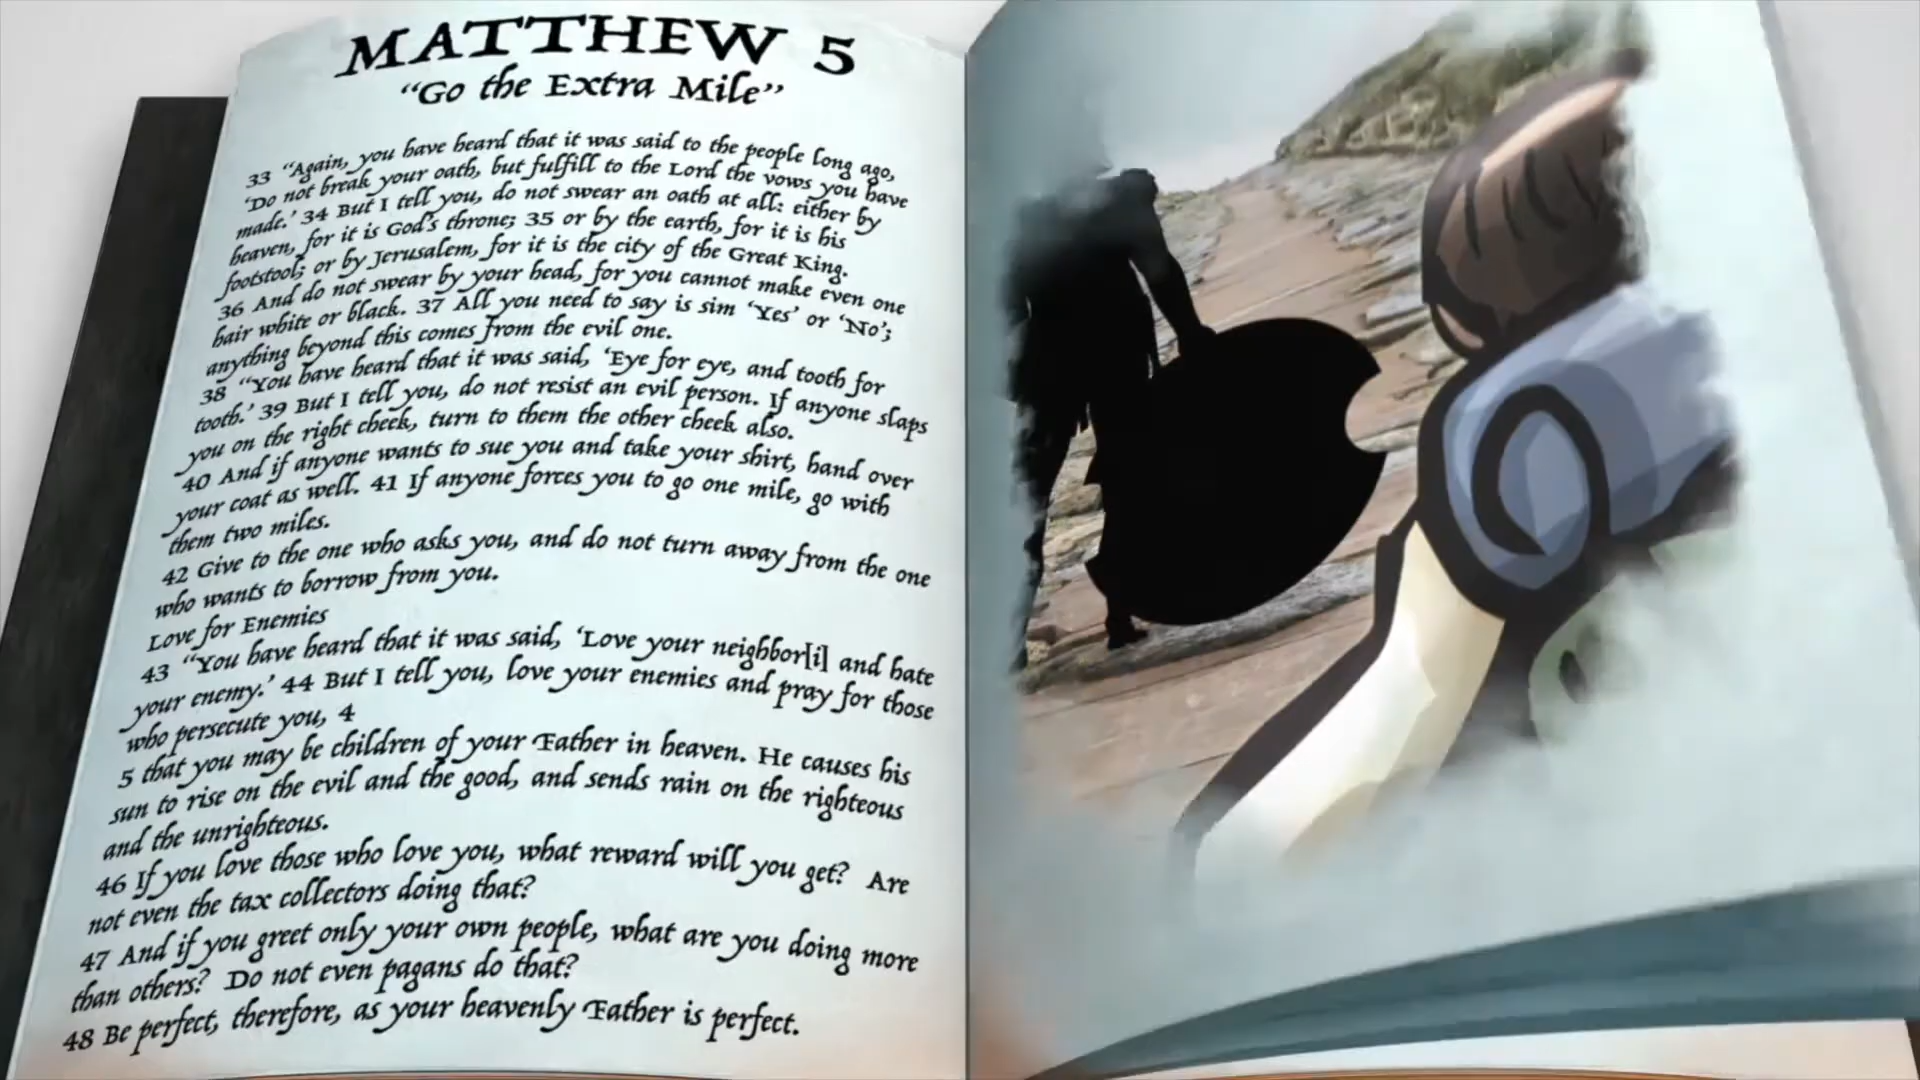 MATTHEW 5
“Go the Extra Mile”
33 “Again, you have heard that it was said to the people long ago,
‘Do not break your oath, but fulfill to the Lord the vows you have
made.’ 34 But I tell you, do not swear an oath at all: either by
heaven, for it is God’s throne; 35 or by the earth, for it is his
footstool; or by Jerusalem, for it is the city of the Great King.
36 And do not swear by your head, for you cannot make even one
hair white or black. 37 All you need to say is sim ‘Yes’ or ‘No’;
anything beyond this comes from the evil one.
38 “You have heard that it was said, ‘Eye for eye, and tooth for
tooth.’ 39 But I tell you, do not resist an evil person. If anyone slaps
you on the right cheek, turn to them the other cheek also.
40 And if anyone wants to sue you and take your shirt, hand over
your coat as well. 41 If anyone forces you to go one mile, go with
them two miles.
42 Give to the one who asks you, and do not turn away from the one
who wants to borrow from you.
Love for Enemies
43 “You have heard that it was said, ‘Love your neighbor[i] and hate
your enemy.’ 44 But I tell you, love your enemies and pray for those
who persecute you, 4
5 that you may be children of your Father in heaven. He causes his
sun to rise on the evil and the good, and sends rain on the righteous
and the unrighteous.
46 If you love those who love you, what reward will you get? Are
not even the tax collectors doing that?
47 And if you greet only your own people, what are you doing more
than others? Do not even pagans do that?
48 Be perfect, therefore, as your heavenly Father is perfect.